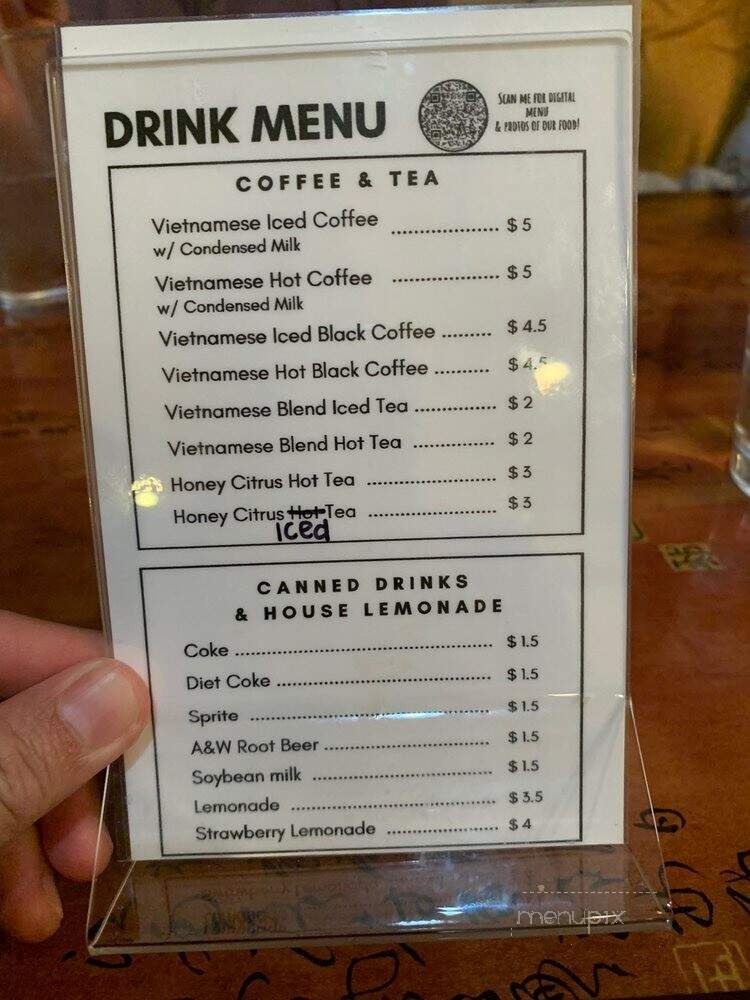 DRINK MENU
SCAN ME FOR DIGITAL
MENU
& PHOTOS OF OUR FOOD!
COFFEE & TEA
Vietnamese Iced Coffee .................. $5
w/ Condensed Milk
Vietnamese Hot Coffee .................. $5
w/ Condensed Milk
Vietnamese Iced Black Coffee ......... $4.5
Vietnamese Hot Black Coffee .......... $4.5
Vietnamese Blend Iced Tea ............... $2
Vietnamese Blend Hot Tea ............... $2
Honey Citrus Hot Tea ........................ $3
Honey Citrus Hot Tea ........................ $3
Iced
CANNED DRINKS
& HOUSE LEMONADE
Coke ................................................ $1.5
Diet Coke ........................................ $1.5
Sprite ............................................. $1.5
A&W Root Beer ............................... $1.5
Soybean milk .................................. $1.5
Lemonade ...................................... $3.5
Strawberry Lemonade .................... $4
menupix